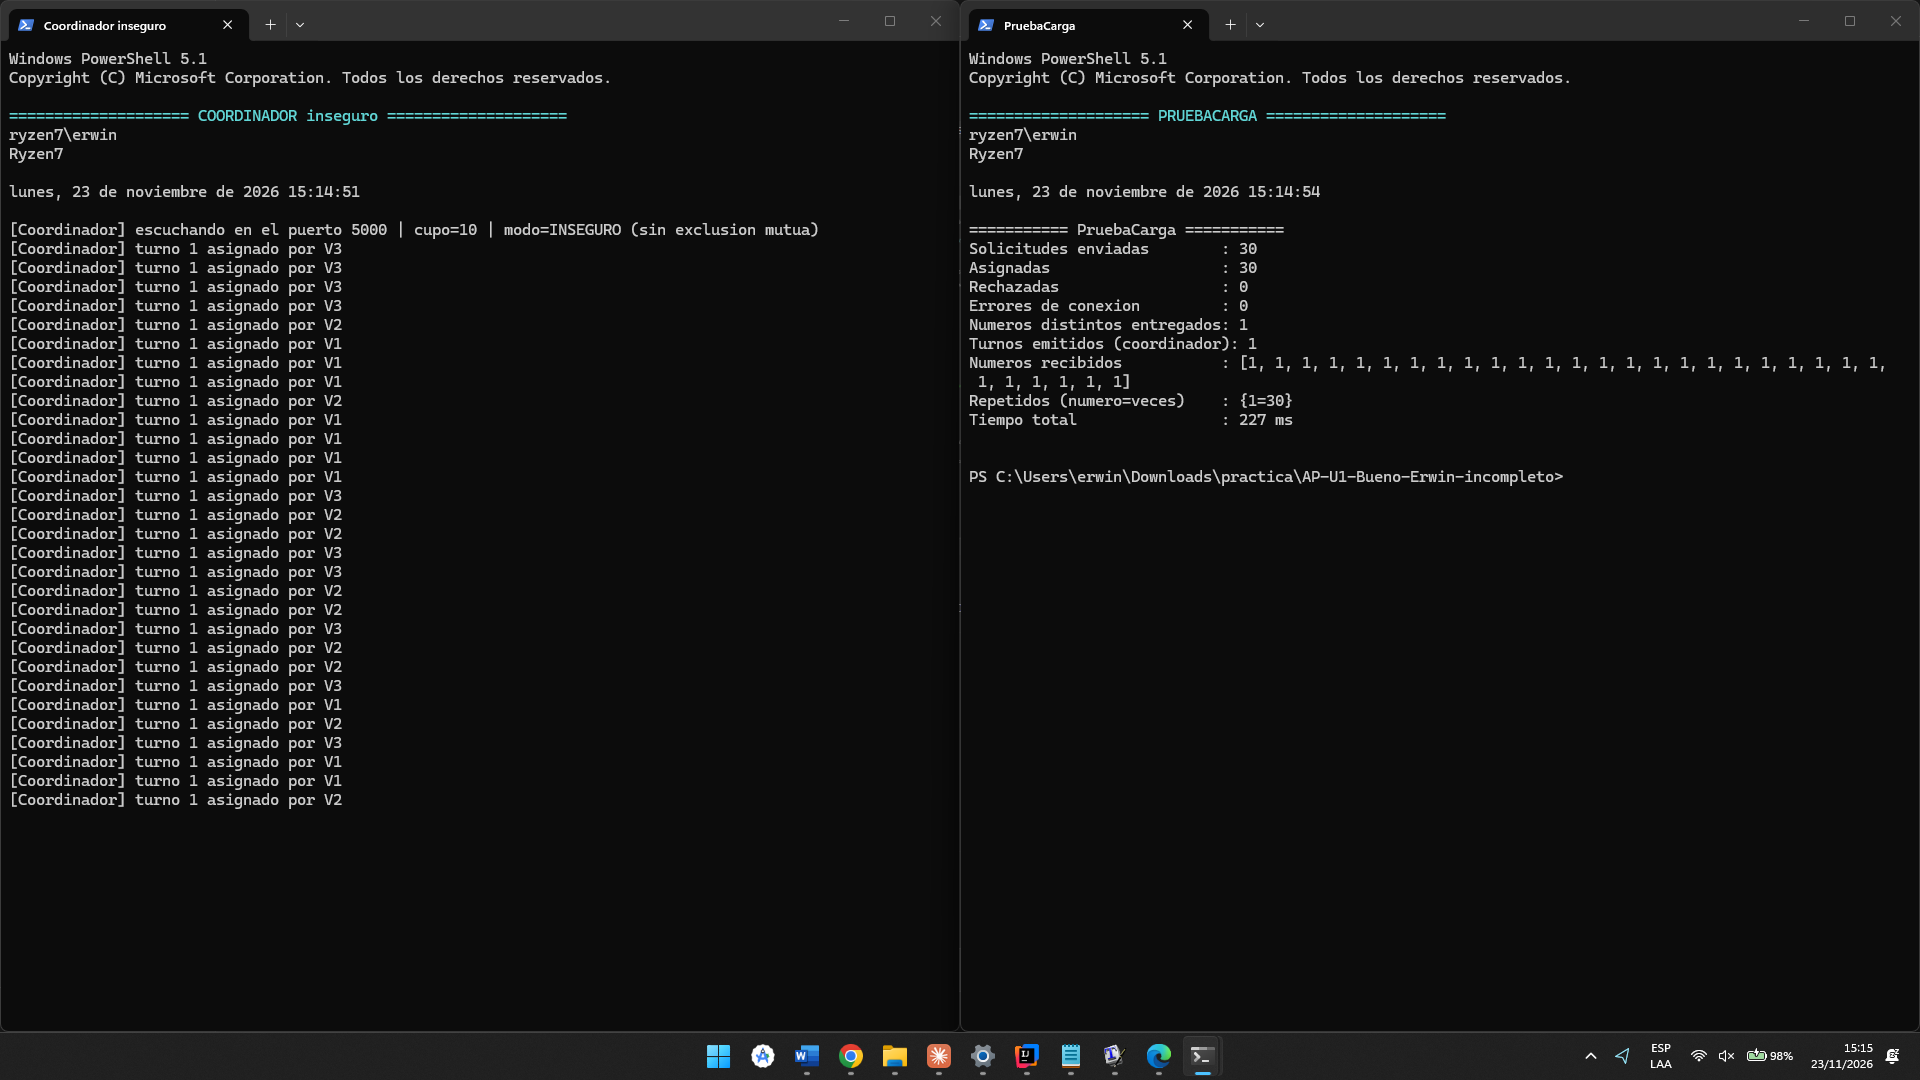 Coordinador inseguro
Windows PowerShell 5.1
Copyright (C) Microsoft Corporation. Todos los derechos reservados.
==================== COORDINADOR inseguro ====================
ryzen7\erwin
Ryzen7
lunes, 23 de noviembre de 2026 15:14:51
[Coordinador] escuchando en el puerto 5000 | cupo=10 | modo=INSEGURO (sin exclusion mutua)
[Coordinador] turno 1 asignado por V3
[Coordinador] turno 1 asignado por V3
[Coordinador] turno 1 asignado por V3
[Coordinador] turno 1 asignado por V3
[Coordinador] turno 1 asignado por V2
[Coordinador] turno 1 asignado por V1
[Coordinador] turno 1 asignado por V1
[Coordinador] turno 1 asignado por V1
[Coordinador] turno 1 asignado por V2
[Coordinador] turno 1 asignado por V1
[Coordinador] turno 1 asignado por V1
[Coordinador] turno 1 asignado por V1
[Coordinador] turno 1 asignado por V1
[Coordinador] turno 1 asignado por V3
[Coordinador] turno 1 asignado por V2
[Coordinador] turno 1 asignado por V2
[Coordinador] turno 1 asignado por V3
[Coordinador] turno 1 asignado por V3
[Coordinador] turno 1 asignado por V2
[Coordinador] turno 1 asignado por V2
[Coordinador] turno 1 asignado por V3
[Coordinador] turno 1 asignado por V2
[Coordinador] turno 1 asignado por V2
[Coordinador] turno 1 asignado por V3
[Coordinador] turno 1 asignado por V1
[Coordinador] turno 1 asignado por V2
[Coordinador] turno 1 asignado por V3
[Coordinador] turno 1 asignado por V1
[Coordinador] turno 1 asignado por V1
[Coordinador] turno 1 asignado por V2
PruebaCarga
Windows PowerShell 5.1
Copyright (C) Microsoft Corporation. Todos los derechos reservados.
==================== PRUEBACARGA ====================
ryzen7\erwin
Ryzen7
lunes, 23 de noviembre de 2026 15:14:54
=========== PruebaCarga ===========
Solicitudes enviadas        : 30
Asignadas                   : 30
Rechazadas                  : 0
Errores de conexion         : 0
Numeros distintos entregados: 1
Turnos emitidos (coordinador): 1
Numeros recibidos           : [1, 1, 1, 1, 1, 1, 1, 1, 1, 1, 1, 1, 1, 1, 1, 1, 1, 1, 1, 1, 1, 1, 1, 1,
 1, 1, 1, 1, 1, 1]
Repetidos (numero=veces)    : {1=30}
Tiempo total                : 227 ms
PS C:\Users\erwin\Downloads\practica\AP-U1-Bueno-Erwin-incompleto>
ESP
LAA
98%
15:15
23/11/2026